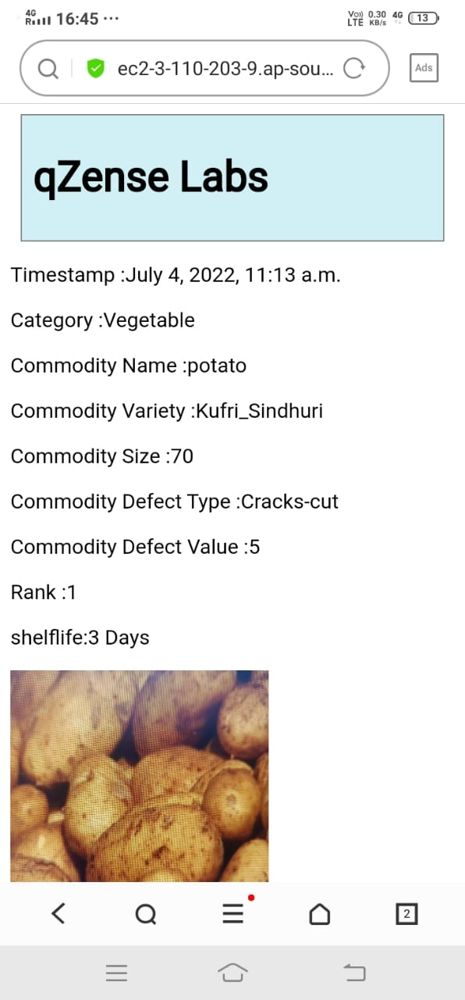 4G
R 16:45 ...
Vo)) 0.30 4G
LTE KB/s
13
ec2-3-110-203-9.ap-sou...
Ads
qZense Labs
Timestamp :July 4, 2022, 11:13 a.m.
Category :Vegetable
Commodity Name :potato
Commodity Variety :Kufri_Sindhuri
Commodity Size :70
Commodity Defect Type :Cracks-cut
Commodity Defect Value :5
Rank :1
shelflife:3 Days
2